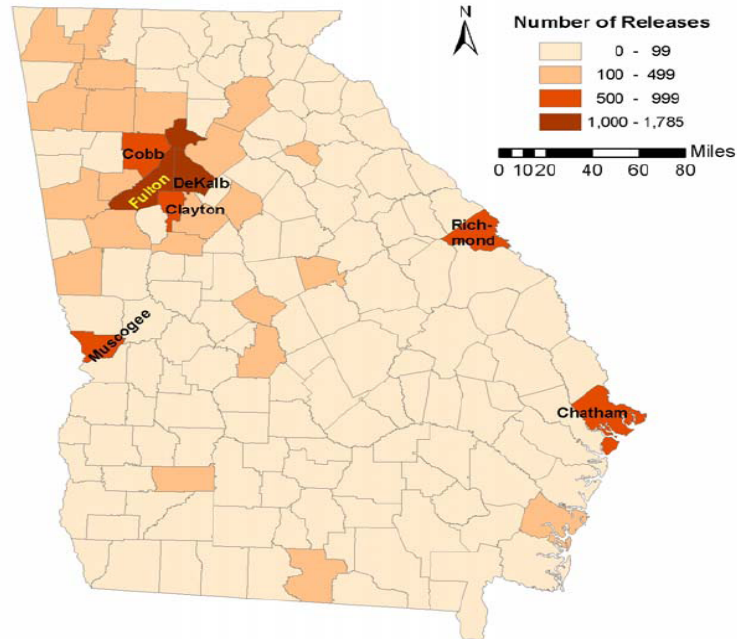 N
Number of Releases
0 - 99
100 - 499
500 - 999
1,000 - 1,785
Miles
0 10 20 40 60 80
Cobb
DeKalb
Fulton
Clayton
Rich-
mond
Muscogee
Chatham